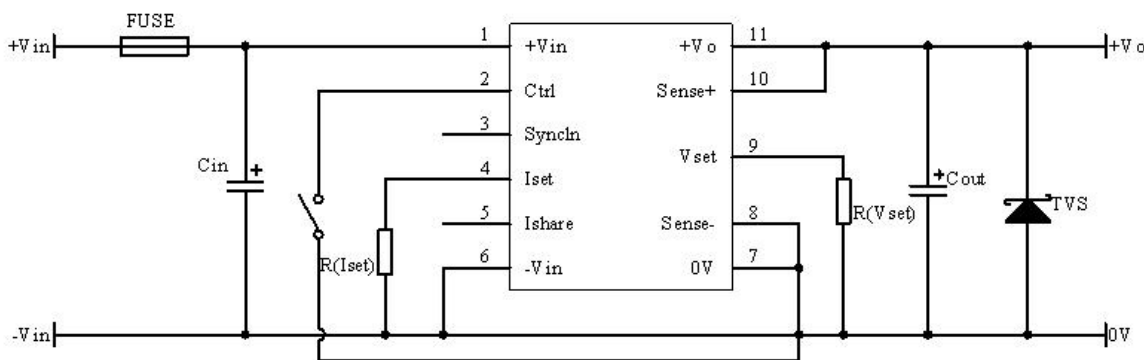 FUSE
+Vin
1
+Vin
+Vo
11
+Vo
2
Ctrl
Sense+
10
3
SyncIn
Cin
+
4
Iset
Vset
9
+
Cout
TVS
R(Vset)
5
Ishare
Sense-
8
R(Iset)
6
-Vin
0V
7
-Vin
0V